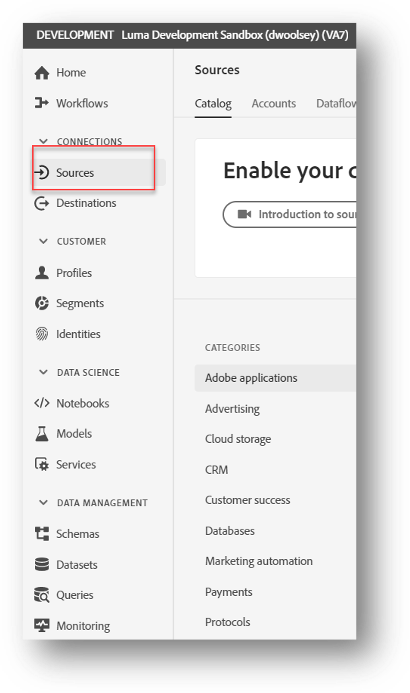 DEVELOPMENT Luma Development Sandbox (dwoolsey) (VA7)
Home
Workflows
CONNECTIONS
Sources
Destinations
CUSTOMER
Profiles
Segments
Identities
DATA SCIENCE
Notebooks
Models
Services
DATA MANAGEMENT
Schemas
Datasets
Queries
Monitoring
Sources
Catalog Accounts Dataflow
Enable your
Introduction to
CATEGORIES
Adobe applications
Advertising
Cloud storage
CRM
Customer success
Databases
Marketing automation
Payments
Protocols